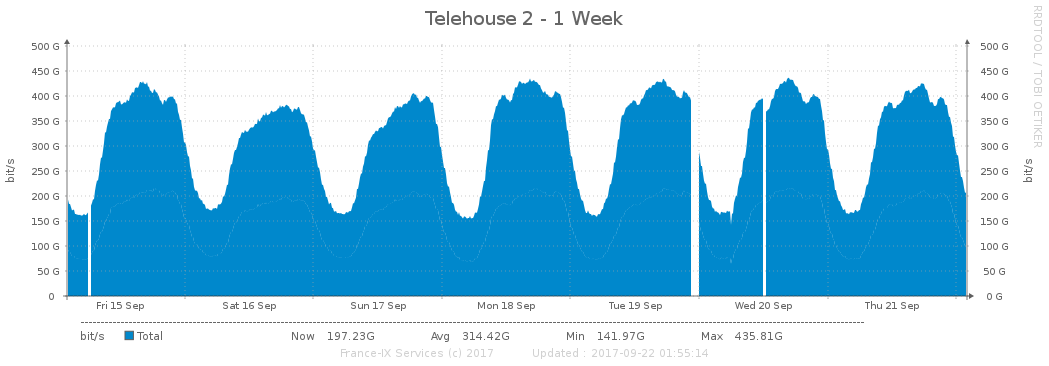 Telehouse 2 - 1 Week
RRDTOOL / TOBI OETIKER
bit/s
500 G
450 G
400 G
350 G
300 G
250 G
200 G
150 G
100 G
50 G
0
500 G
450 G
400 G
350 G
300 G
250 G
200 G
150 G
100 G
50 G
0 G
bit/s
Fri 15 Sep Sat 16 Sep Sun 17 Sep Mon 18 Sep Tue 19 Sep Wed 20 Sep Thu 21 Sep
bit/s Total Now 197.23G Avg 314.42G Min 141.97G Max 435.81G
France-IX Services (c) 2017 Updated : 2017-09-22 01:55:14